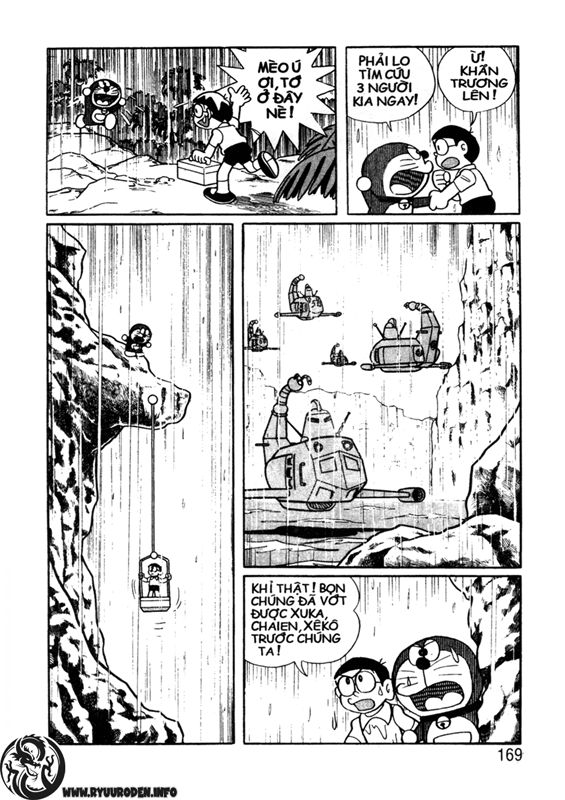 MÈO Ú
ƠI, TỚ
Ở ĐÂY
NÈ!
PHẢI LO
TÌM CỨU
3 NGƯỜI
KIA NGAY!
Ừ!
KHẨN
TRƯƠNG
LÊN!
KHỈ THẬT! BỌN
CHÚNG ĐÃ VỚT
ĐƯỢC XUKA,
CHAIEN, XÊKÔ
TRƯỚC CHÚNG
TA!
169
WWW.RYUURODEN.INFO